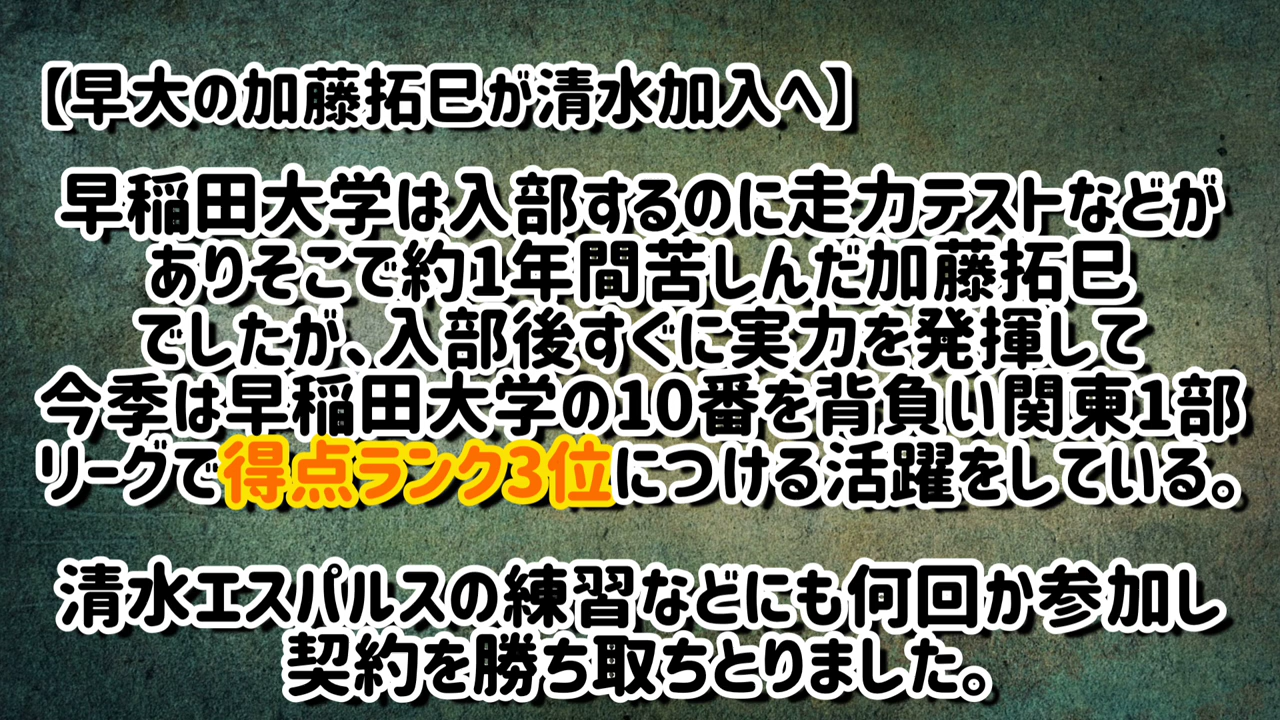 【早大の加藤拓巳が清水加入へ】
早稲田大学は入部するのに走力テストなどが
ありそこで約1年間苦しんだ加藤拓巳
でしたが、入部後すぐに実力を発揮して
今季は早稲田大学の10番を背負い関東1部
リーグで得点ランク3位につける活躍をしている。
清水エスパルスの練習などにも何回か参加し
契約を勝ち取ちとりました。